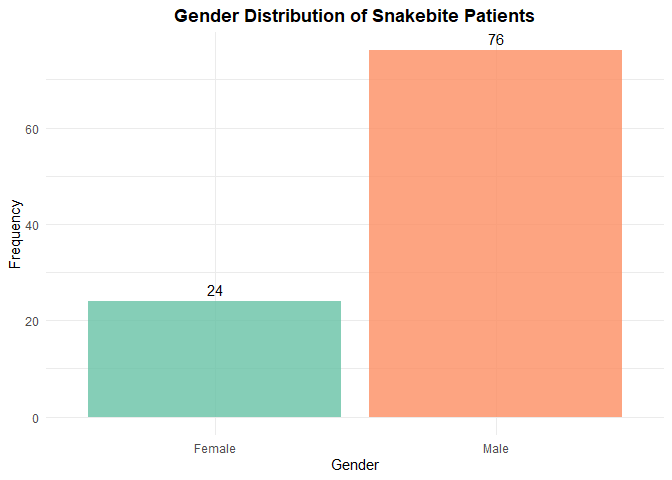 Gender Distribution of Snakebite Patients
76
60
Frequency
40
24
20
0
Female Male
Gender